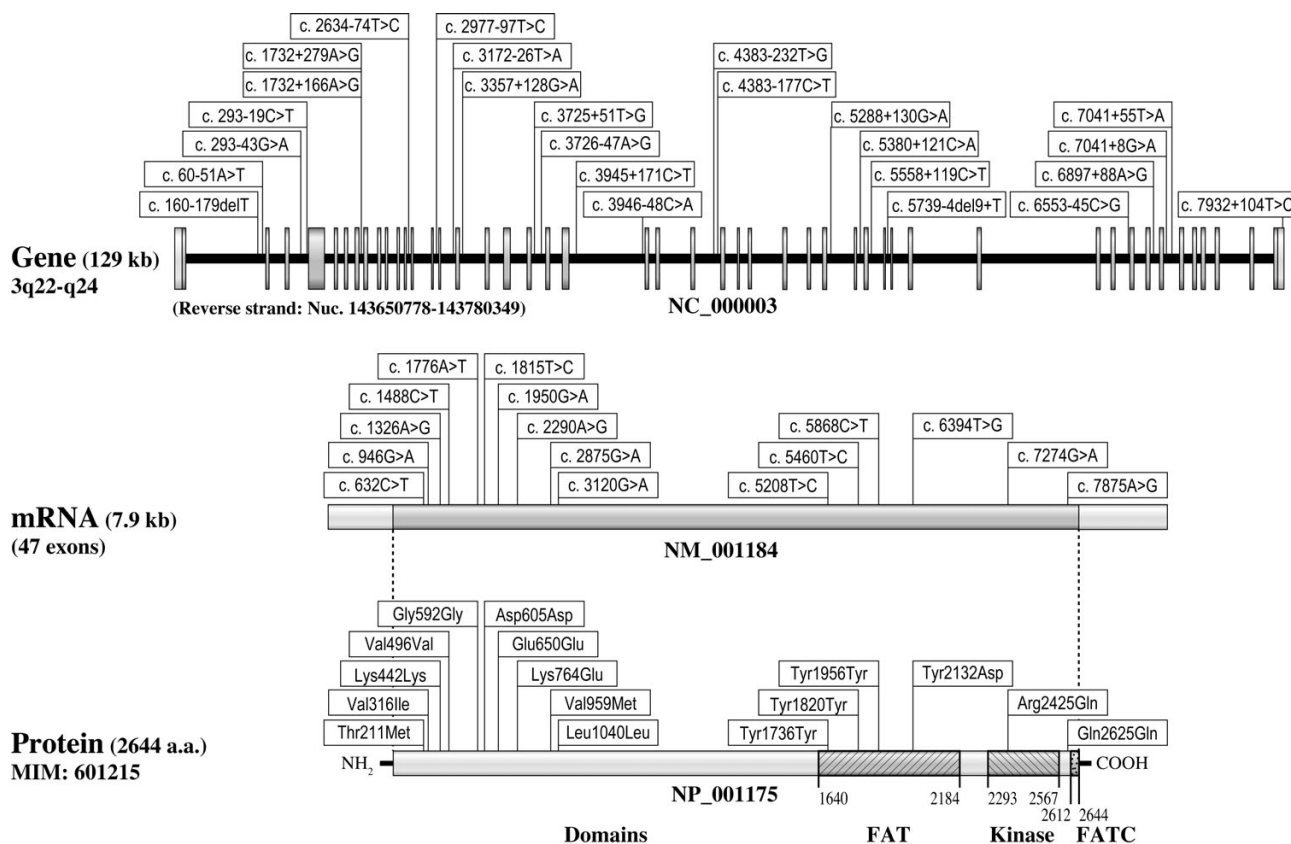 c. 2634-74T>C
c. 2977-97T>C
c. 1732+279A>G
c. 3172-26T>A
c. 4383-232T>G
c. 1732+166A>G
c. 3357+128G>A
c. 4383-177C>T
c. 293-19C>T
c. 3725+51T>G
c. 5288+130G>A
c. 7041+55T>A
c. 293-43G>A
c. 3726-47A>G
c. 5380+121C>A
c. 7041+8G>A
c. 60-51A>T
c. 3945+171C>T
c. 5558+119C>T
c. 6897+88A>G
c. 160-179delT
c. 3946-48C>A
c. 5739-4del9+T
c. 6553-45C>G
c. 7932+104T>C
Gene (129 kb)
3q22-q24
(Reverse strand: Nuc. 143650778-143780349)
NC_000003
c. 1776A>T
c. 1815T>C
c. 1488C>T
c. 1950G>A
c. 1326A>G
c. 2290A>G
c. 5868C>T
c. 6394T>G
c. 946G>A
c. 2875G>A
c. 5460T>C
c. 7274G>A
c. 632C>T
c. 3120G>A
c. 5208T>C
c. 7875A>G
mRNA (7.9 kb)
(47 exons)
NM_001184
Gly592Gly
Asp605Asp
Val496Val
Glu650Glu
Lys442Lys
Lys764Glu
Tyr1956Tyr
Tyr2132Asp
Val316Ile
Val959Met
Tyr1820Tyr
Arg2425Gln
Thr211Met
Leu1040Leu
Tyr1736Tyr
Gln2625Gln
Protein (2644 a.a.)
MIM: 601215
NH2
COOH
NP_001175
1640
2184
2293
2567
2612
2644
Domains
FAT
Kinase
FATC